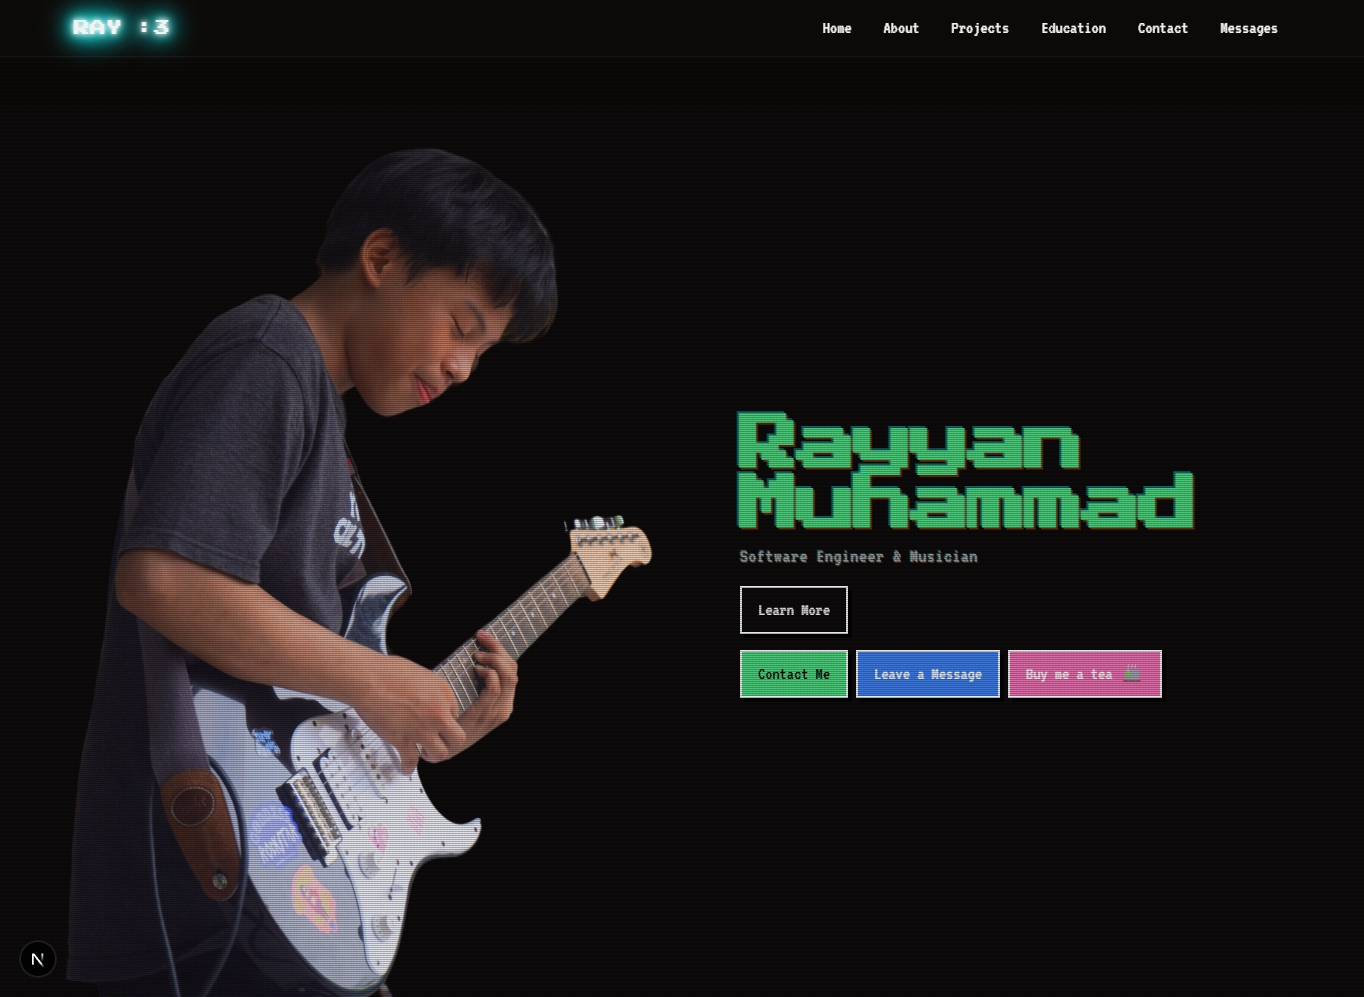 RAY :3
Home About Projects Education Contact Messages
Rayyan
Muhammad
Software Engineer & Musician
Learn More
Contact Me Leave a Message Buy me a tea 🍵
N